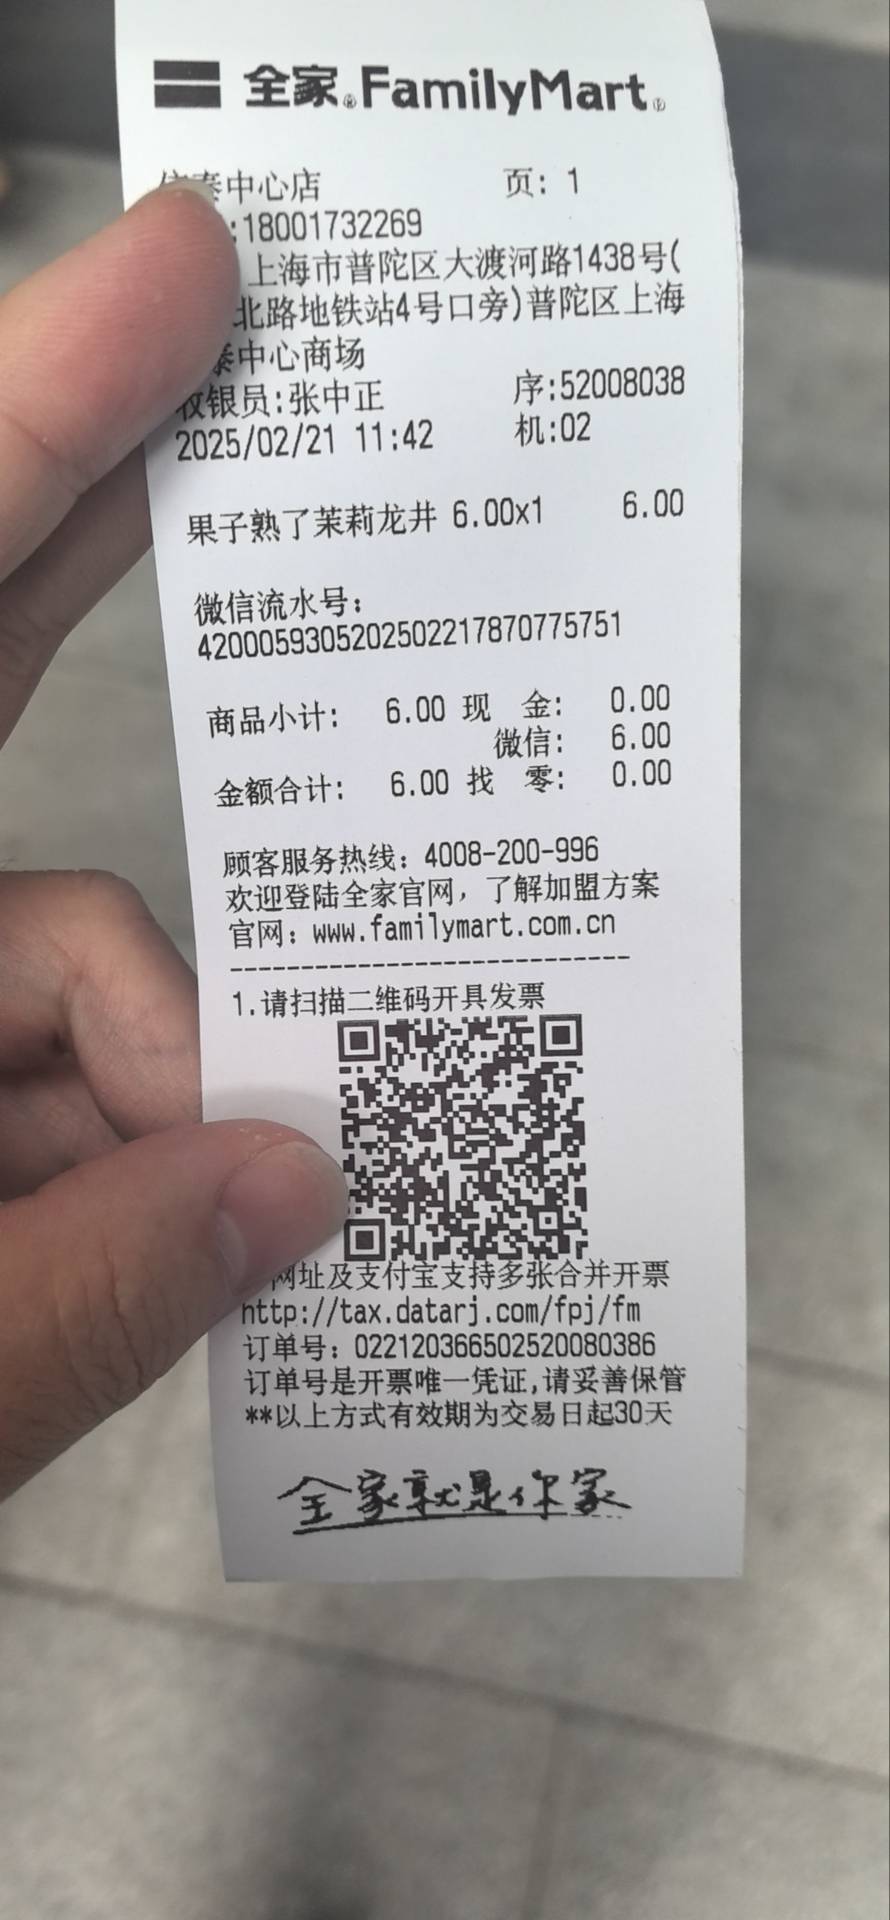 全家 FamilyMart
中心店 页: 1
:18001732269
上海市普陀区大渡河路1438号(
北路地铁站4号口旁)普陀区上海
泰中心商场
收银员:张中正 序:52008038
2025/02/21 11:42 机:02
果子熟了茉莉龙井 6.00x1 6.00
微信流水号:
4200059305202502217870775751
商品小计: 6.00 现 金: 0.00
微信: 6.00
金额合计: 6.00 找 零: 0.00
顾客服务热线: 4008-200-996
欢迎登陆全家官网, 了解加盟方案
官网: www.familymart.com.cn
------------------------------
1.请扫描二维码开具发票
网址及支付宝支持多张合并开票
http://tax.datarj.com/fpj/fm
订单号: 022120366502520080386
订单号是开票唯一凭证,请妥善保管
**以上方式有效期为交易日起30天
全家就是你家